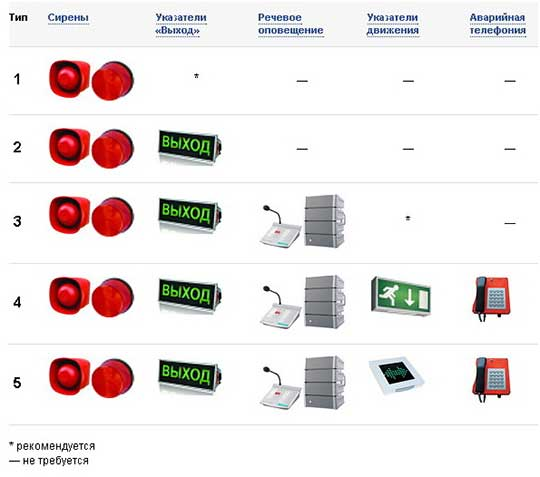 Тип Сирены Указатели «Выход» Речевое оповещение Указатели движения Аварийная телефония
1 * — — —
2 ВЫХОД — — —
3 ВЫХОД * —
4 ВЫХОД
5 ВЫХОД
* рекомендуется
— не требуется